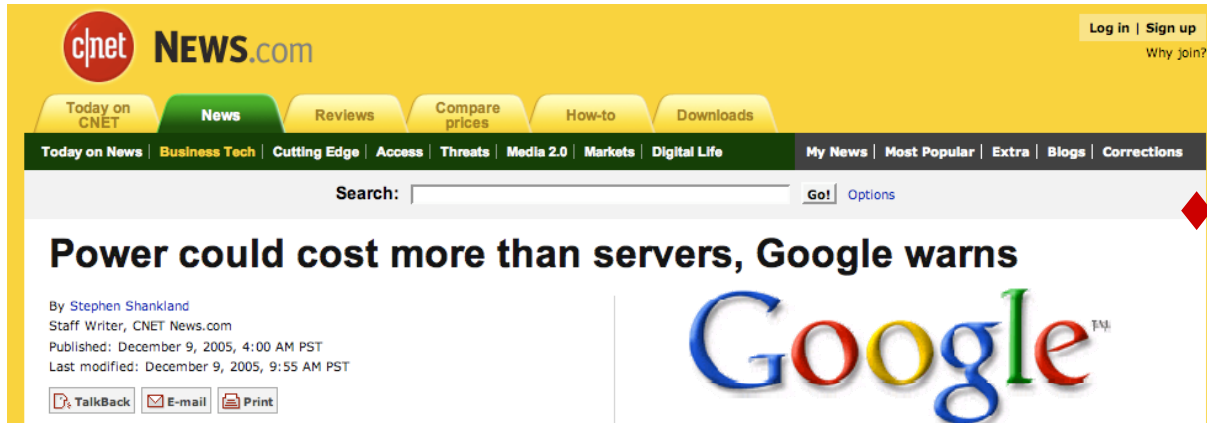 c|net NEWS.com
Log in | Sign up
Why join?
Today on CNET
News
Reviews
Compare prices
How-to
Downloads
Today on News | Business Tech | Cutting Edge | Access | Threats | Media 2.0 | Markets | Digital Life
My News | Most Popular | Extra | Blogs | Corrections
Search:
Go! Options
Power could cost more than servers, Google warns
By Stephen Shankland
Staff Writer, CNET News.com
Published: December 9, 2005, 4:00 AM PST
Last modified: December 9, 2005, 9:55 AM PST
TalkBack E-mail Print
Google™